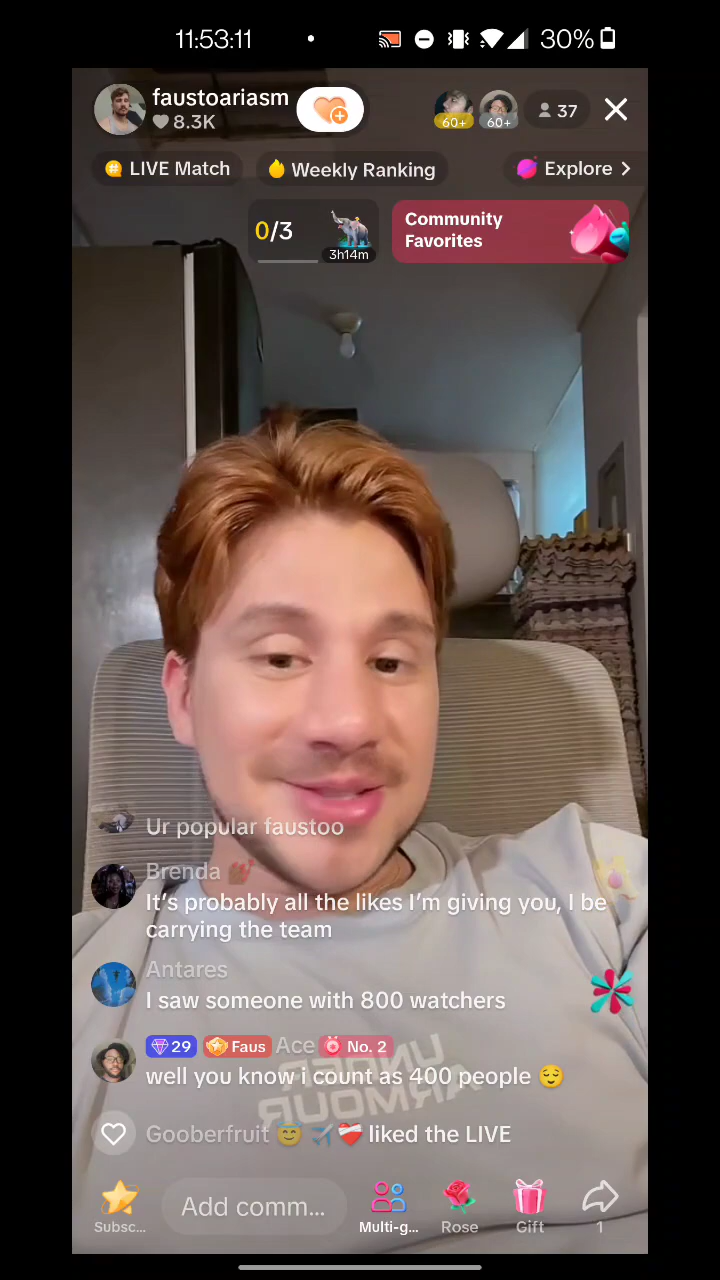 11:53:11
30%
faustoariasm
8.3K
60+
60+
37
LIVE Match
Weekly Ranking
Explore
0/3
3h14m
Community
Favorites
Ur popular faustoo
Brenda 💅🏾
It's probably all the likes I'm giving you, I be
carrying the team
Antares
I saw someone with 800 watchers
29 Faus Ace No. 2
well you know i count as 400 people 😌
UNDER
ARMOUR
Gooberfruit 😇 ✈️❤️‍🩹 liked the LIVE
Subsc...
Add comm...
Multi-g...
Rose
Gift
1